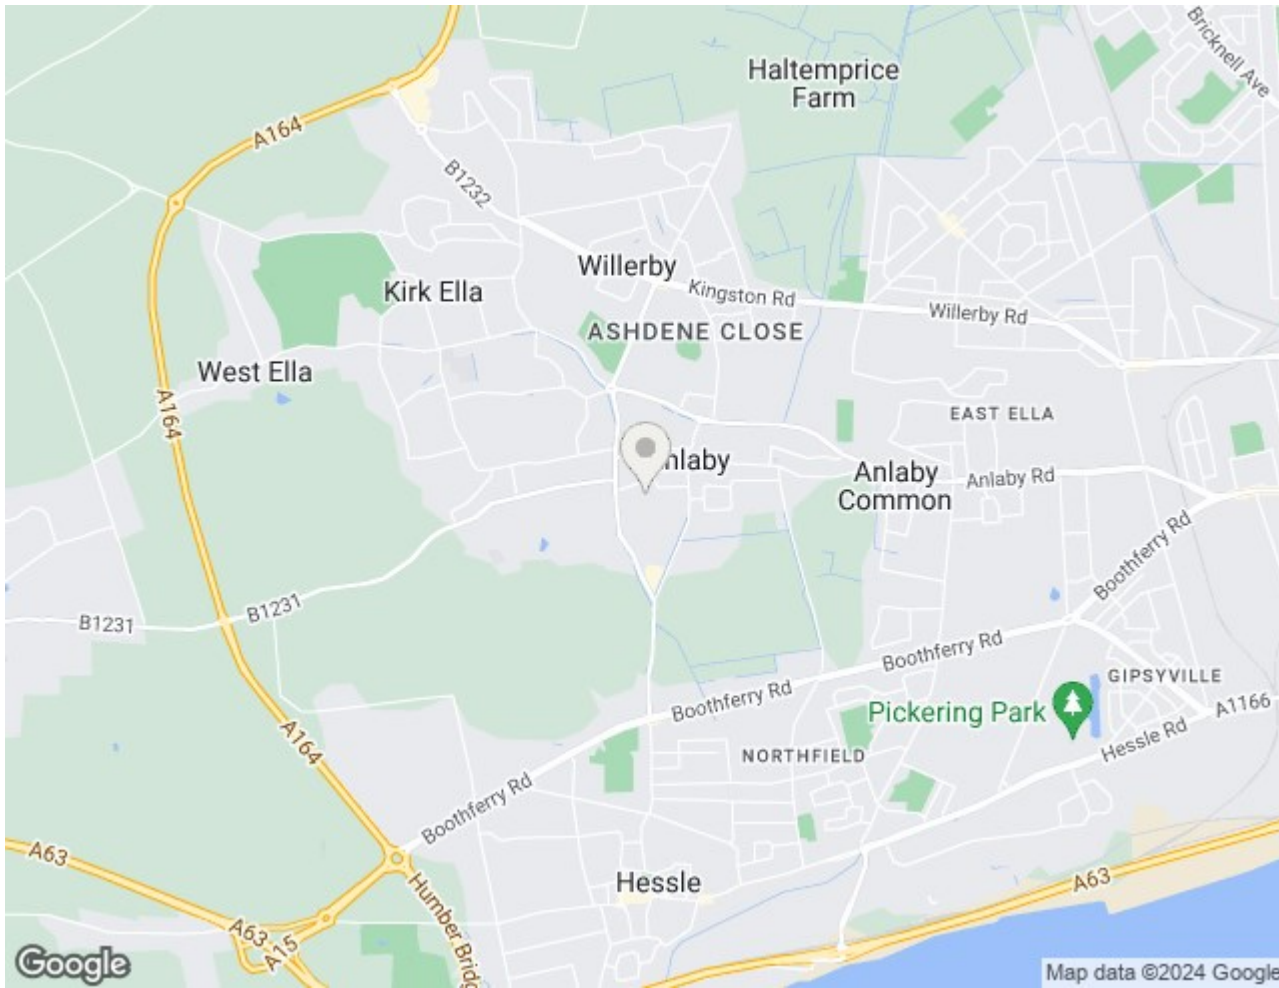 Bricknell Ave
Haltemprice
Farm
A164
B1232
Willerby
Kirk Ella
Kingston Rd
Willerby Rd
ASHDENE CLOSE
West Ella
A164
EAST ELLA
nlaby
Anlaby
Common
Anlaby Rd
Boothferry Rd
B1231
B1231
Boothferry Rd
GIPSYVILLE
Boothferry Rd
Pickering Park
A1166
Hessle Rd
A164
NORTHFIELD
Boothferry Rd
A63
Hessle
A63
Humber Bridg
A63
A15
Google
Map data ©2024 Google